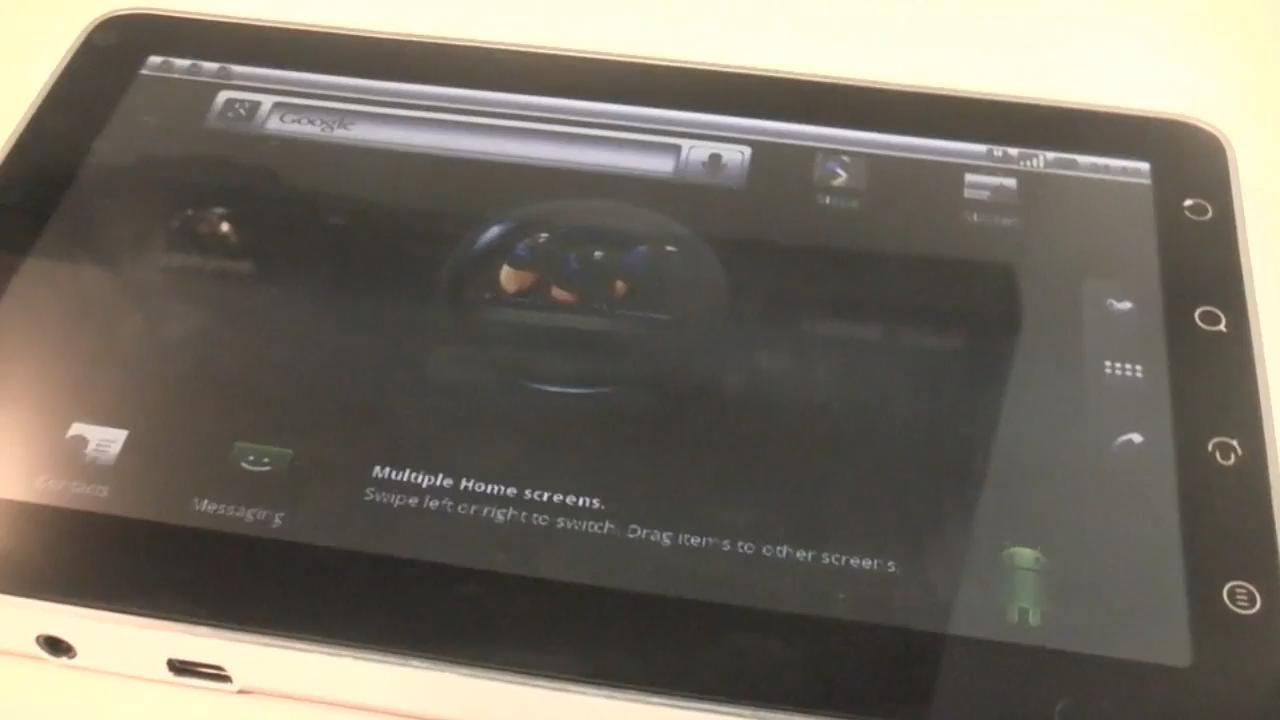 Google
Contacts
Messaging
Multiple Home screens.
Swipe left or right to switch. Drag items to other screens.